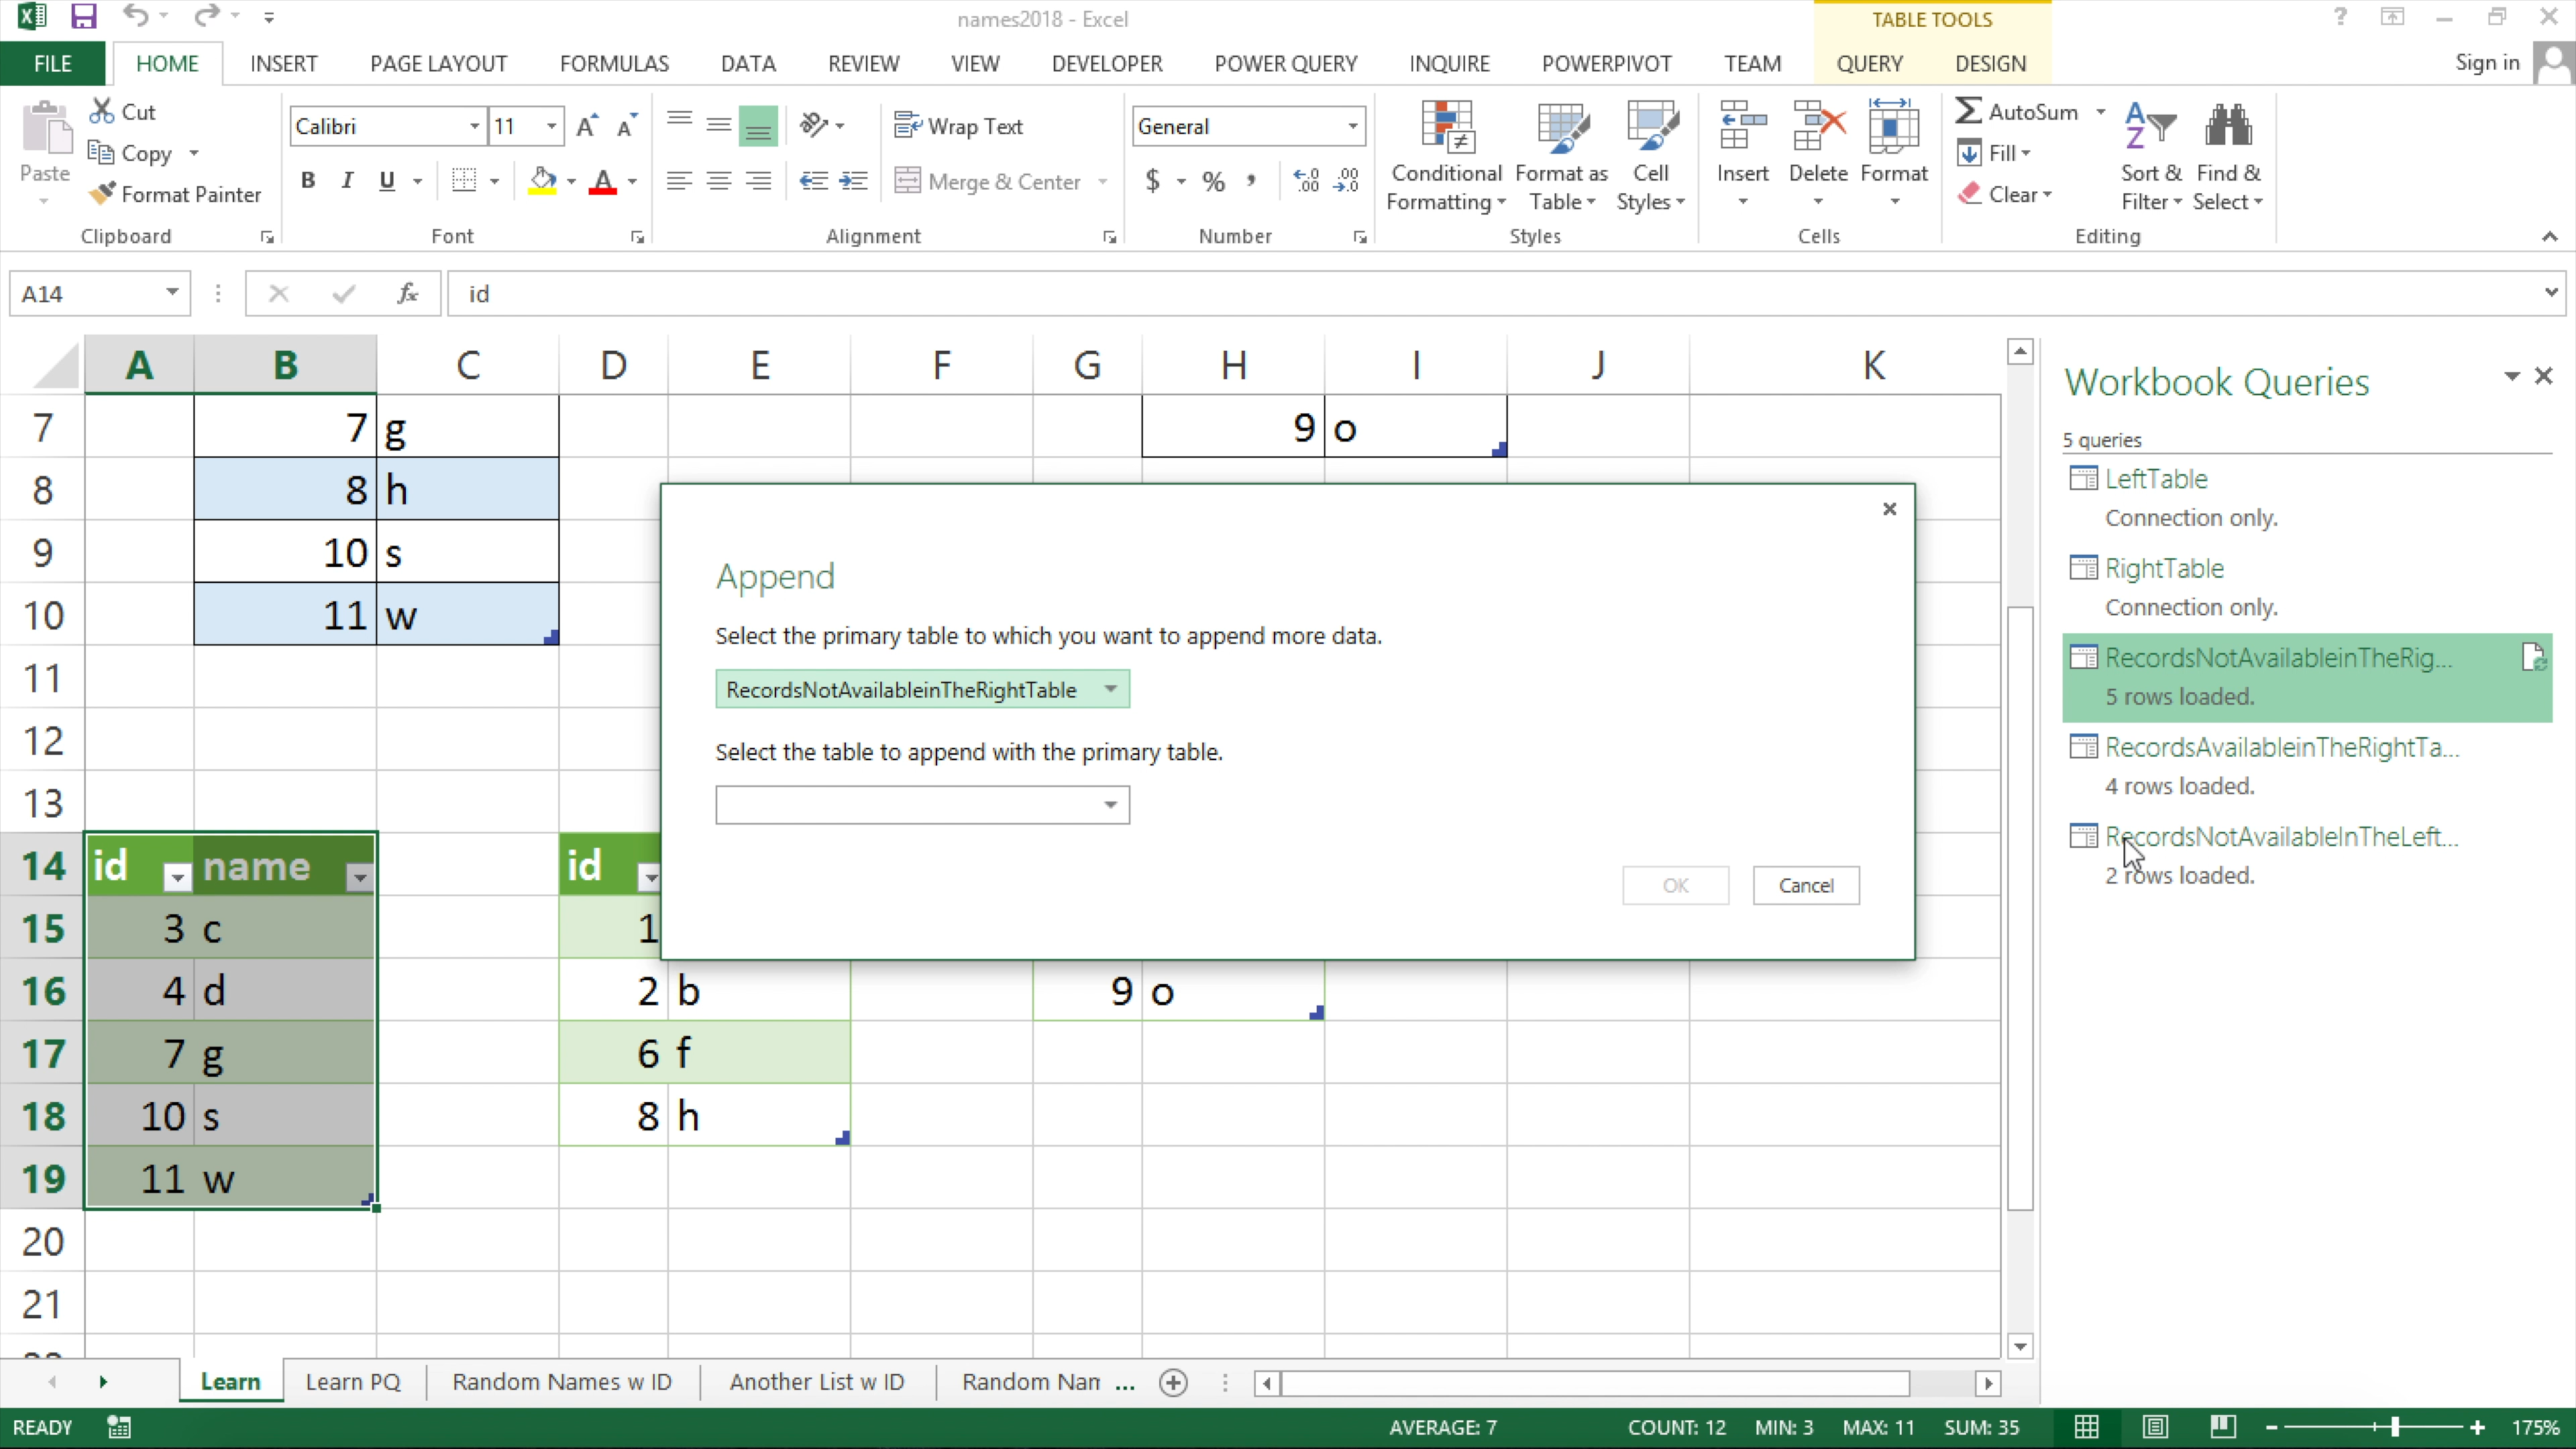 names2018 - Excel
TABLE TOOLS
FILE HOME INSERT PAGE LAYOUT FORMULAS DATA REVIEW VIEW DEVELOPER POWER QUERY INQUIRE POWERPIVOT TEAM QUERY DESIGN Sign in
Paste
Cut
Copy
Format Painter
Clipboard
Calibri 11
B I U
Font
Wrap Text
Merge & Center
Alignment
General
$ % ,
Number
Conditional Formatting
Format as Table
Cell Styles
Styles
Insert Delete Format
Cells
AutoSum
Fill
Clear
Sort & Filter
Find & Select
Editing
A14 fx id
A B C D E F G H I J K
7 7 g 9 o
8 8 h
9 10 s
10 11 w
11
12
13
14 id name id
15 3 c 1
16 4 d 2 b 9 o
17 7 g 6 f
18 10 s 8 h
19 11 w
20
21
Append
Select the primary table to which you want to append more data.
RecordsNotAvailableinTheRightTable
Select the table to append with the primary table.
OK Cancel
Workbook Queries
5 queries
LeftTable
Connection only.
RightTable
Connection only.
RecordsNotAvailableinTheRig...
5 rows loaded.
RecordsAvailableinTheRightTa...
4 rows loaded.
RecordsNotAvailableInTheLeft...
2 rows loaded.
Learn Learn PQ Random Names w ID Another List w ID Random Nam ...
READY AVERAGE: 7 COUNT: 12 MIN: 3 MAX: 11 SUM: 35 175%